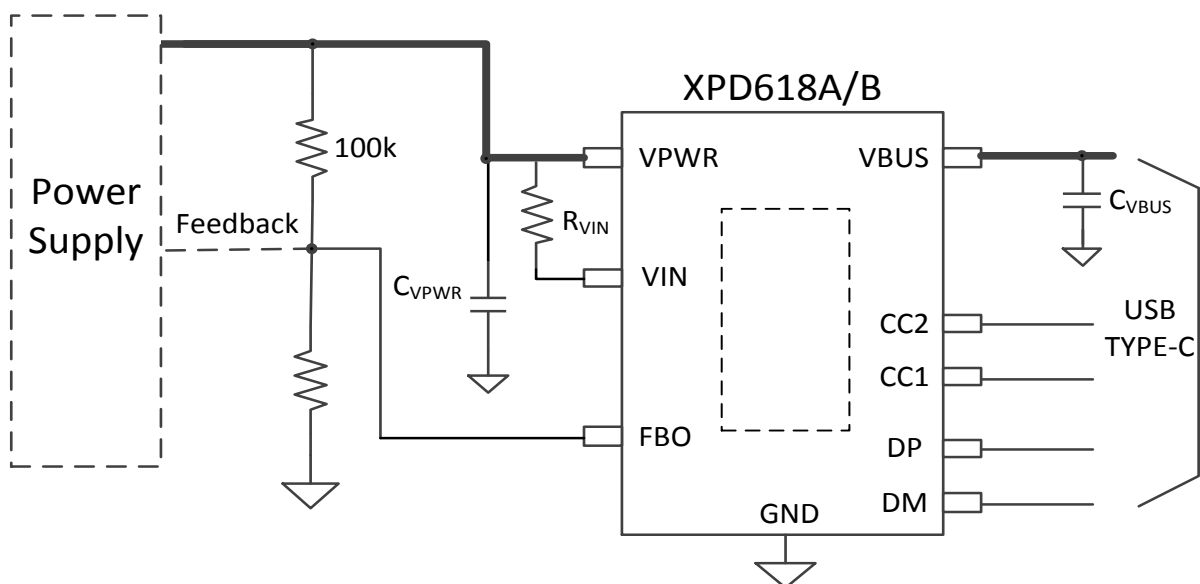 XPD618A/B
Power
Supply
Feedback
100k
RVIN
CVPWR
VPWR
VIN
FBO
GND
VBUS
CC2
CC1
DP
DM
CVBUS
USB
TYPE-C